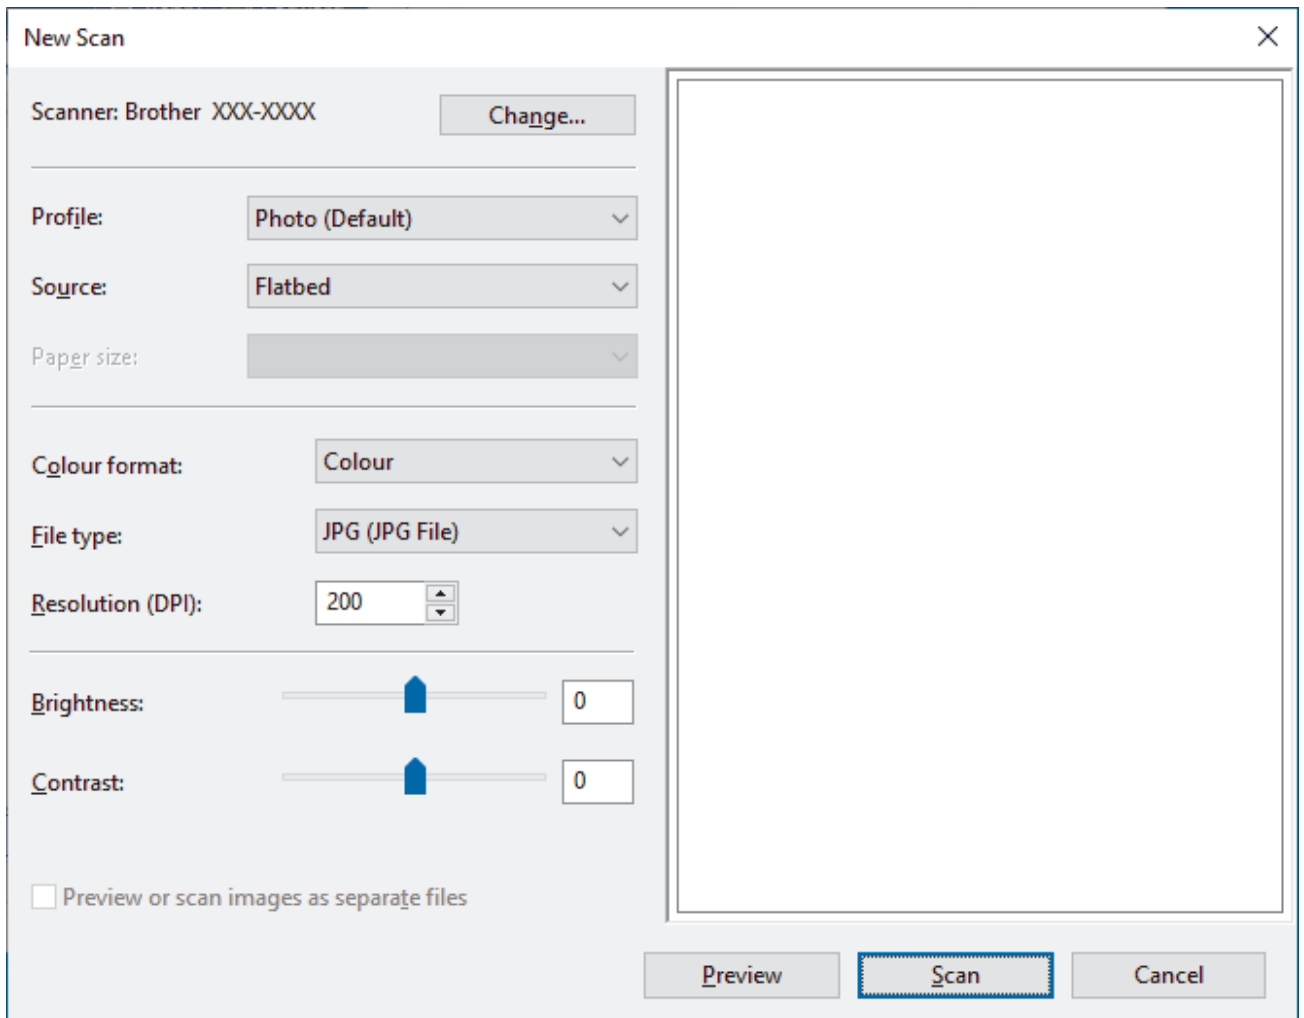 New Scan
Scanner: Brother XXX-XXXX
Change...
Profile:
Photo (Default)
Source:
Flatbed
Paper size:
Colour format:
Colour
File type:
JPG (JPG File)
Resolution (DPI):
200
Brightness:
0
Contrast:
0
Preview or scan images as separate files
Preview
Scan
Cancel